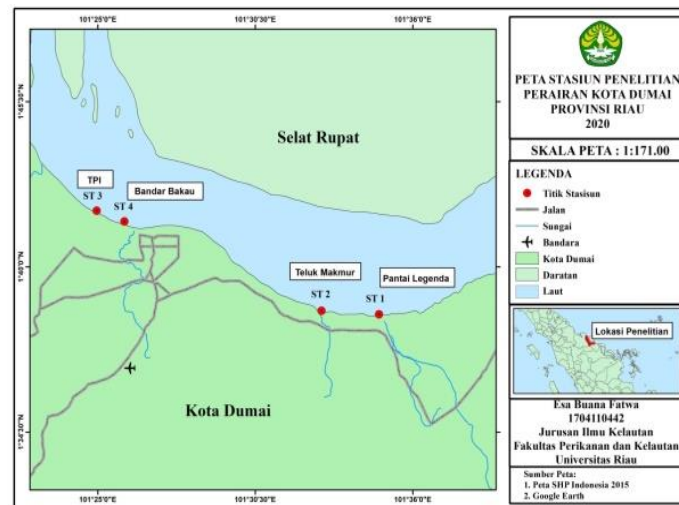 101°25'0"E
101°30'30"E
101°36'0"E
Selat Rupat
TPI
ST 3
Bandar Bakau
ST 4
Teluk Makmur
ST 2
Pantai Legenda
ST 1
Kota Dumai
101°25'0"E
101°30'30"E
101°36'0"E
PETA STASIUN PENELITIAN
PERAIRAN KOTA DUMAI
PROVINSI RIAU
2020
SKALA PETA : 1:171.00
LEGENDA
Titik Stasisun
Jalan
Sungai
Bandara
Kota Dumai
Daratan
Laut
Lokasi Penelitian
Esa Buana Fatwa
1704110442
Jurusan Ilmu Kelautan
Fakultas Perikanan dan Kelautan
Universitas Riau
Sumber Peta:
1. Peta SHP Indonesia 2015
2. Google Earth